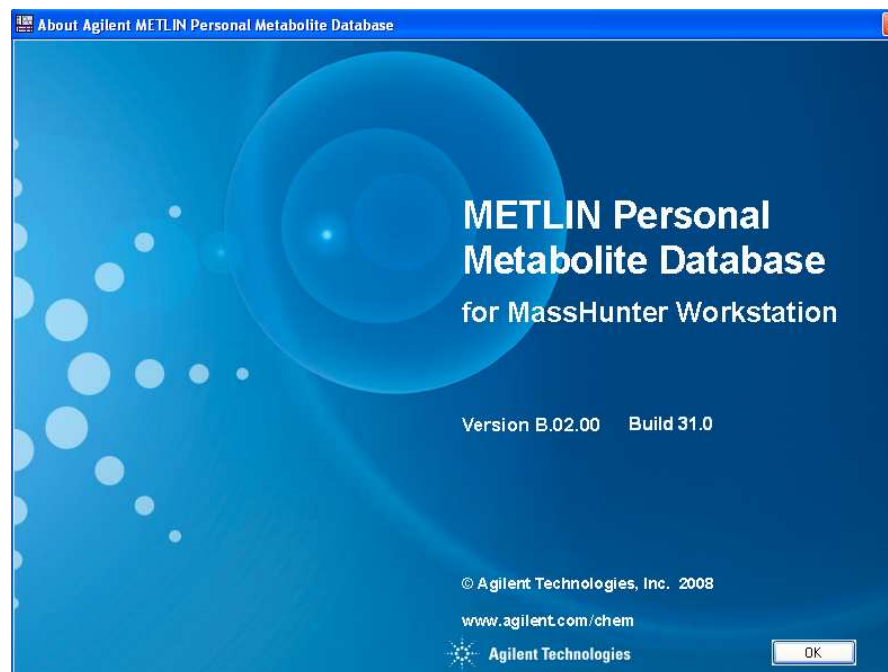 About Agilent METLIN Personal Metabolite Database
METLIN Personal
Metabolite Database
for MassHunter Workstation
Version B.02.00 Build 31.0
© Agilent Technologies, Inc. 2008
www.agilent.com/chem
Agilent Technologies
OK